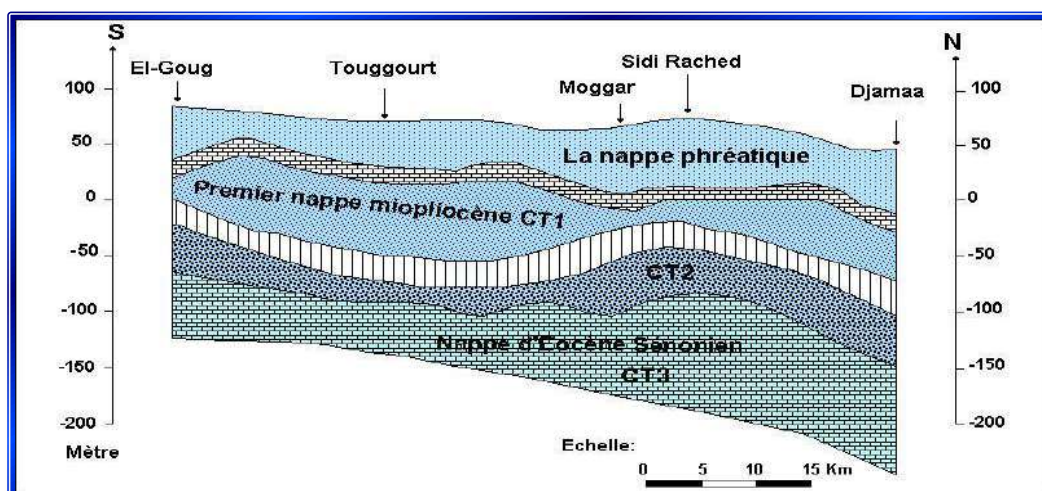 S
N
El-Goug
Touggourt
Moggar
Sidi Rached
Djamaa
100
50
0
-50
-100
-150
-200
Mètre
100
50
0
-50
-100
-150
-200
La nappe phréatique
Premier nappe miopliocène CT1
CT2
Nappe d'Eocène Sénonien
CT3
Echelle:
0 5 10 15 Km